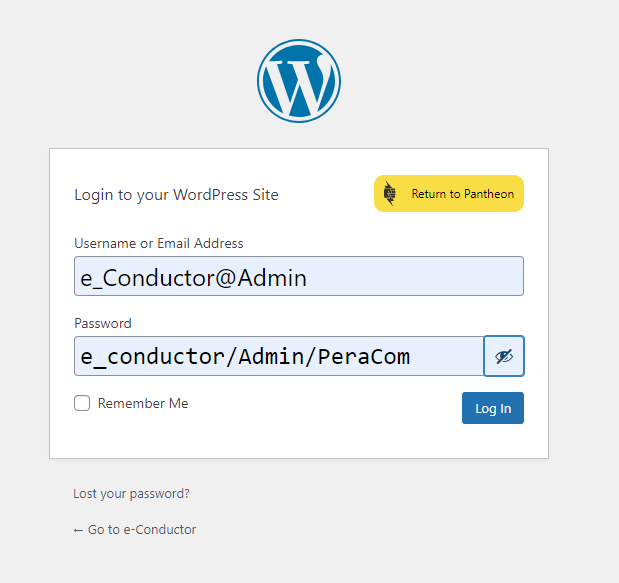 Login to your WordPress Site
Return to Pantheon
Username or Email Address
e_Conductor@Admin
Password
e_conductor/Admin/PeraCom
Remember Me
Log In
Lost your password?
← Go to e-Conductor